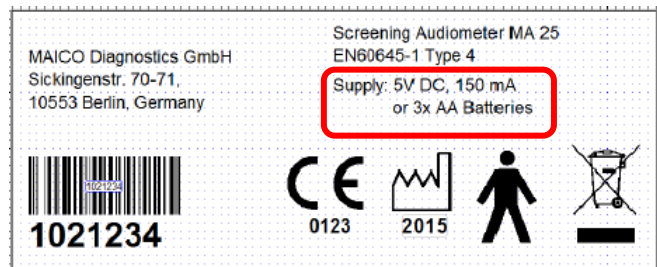 MAICO Diagnostics GmbH
Sickingenstr. 70-71,
10553 Berlin, Germany
Screening Audiometer MA 25
EN60645-1 Type 4
Supply: 5V DC, 150 mA
or 3x AA Batteries
1021234
1021234
CE
0123
2015